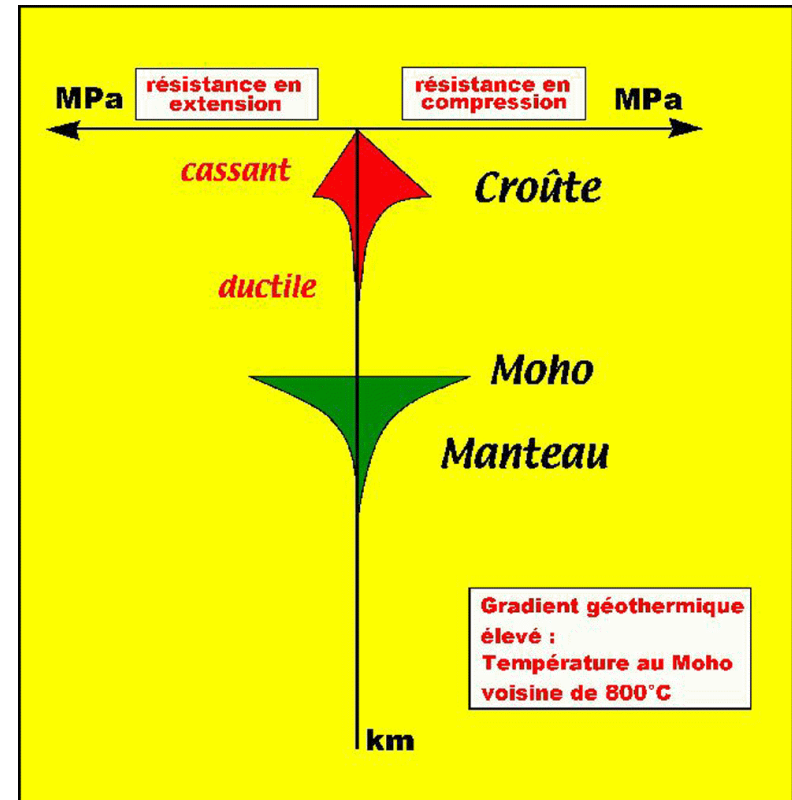 MPa
résistance en
extension
résistance en
compression
MPa
cassant
Croûte
ductile
Moho
Manteau
Gradient géothermique
élevé :
Température au Moho
voisine de 800°C
km